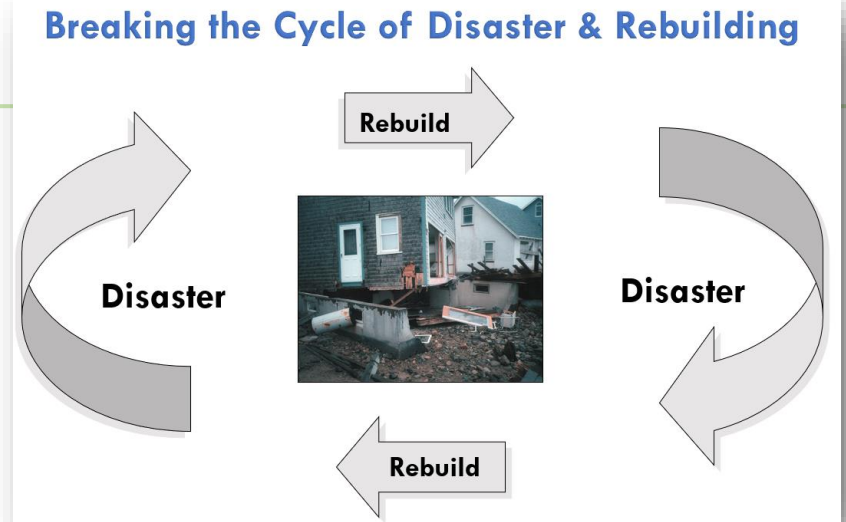 Breaking the Cycle of Disaster & Rebuilding
Rebuild
Disaster
Disaster
Rebuild